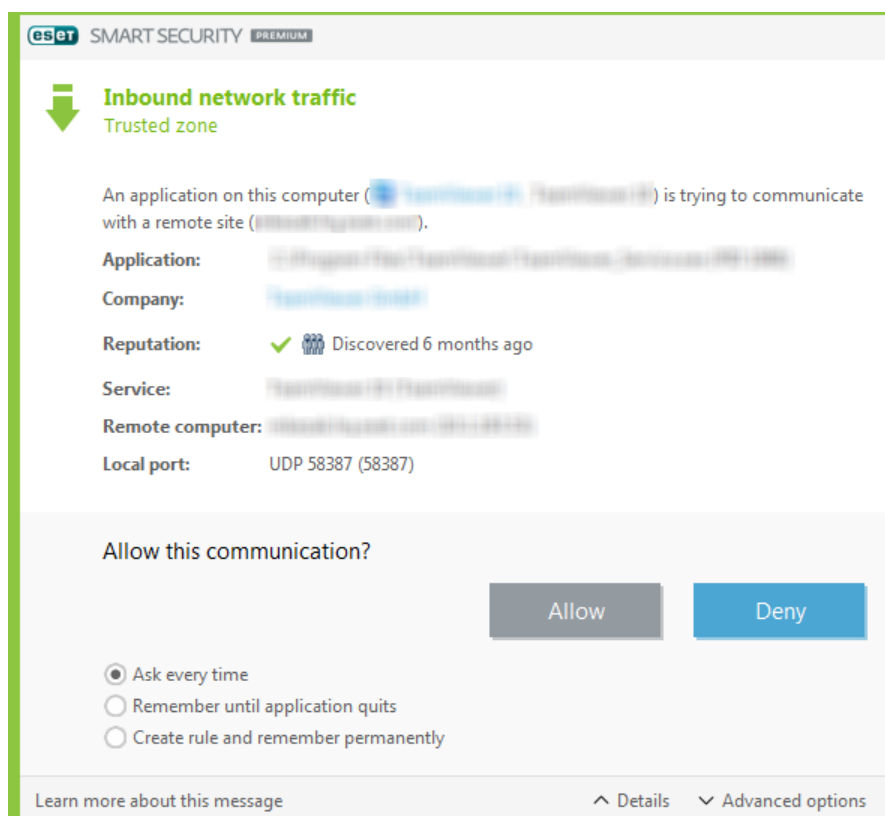 eset SMART SECURITY PREMIUM
Inbound network traffic
Trusted zone
An application on this computer ( ) is trying to communicate
with a remote site ( ).
Application:
Company:
Reputation: Discovered 6 months ago
Service:
Remote computer:
Local port: UDP 58387 (58387)
Allow this communication?
Allow Deny
Ask every time
Remember until application quits
Create rule and remember permanently
Learn more about this message Details Advanced options